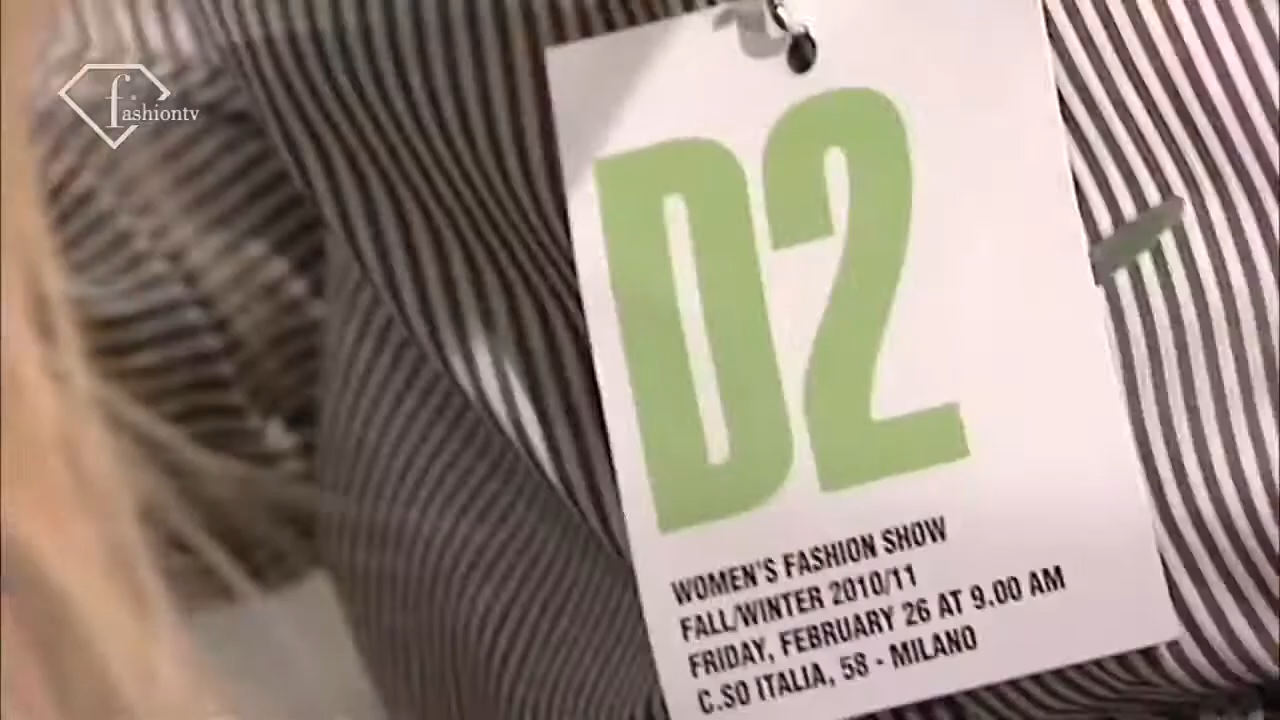 fashiontv
D2
WOMEN'S FASHION SHOW
FALL/WINTER 2010/11
FRIDAY, FEBRUARY 26 AT 9.00 AM
C.SO ITALIA, 58 - MILANO